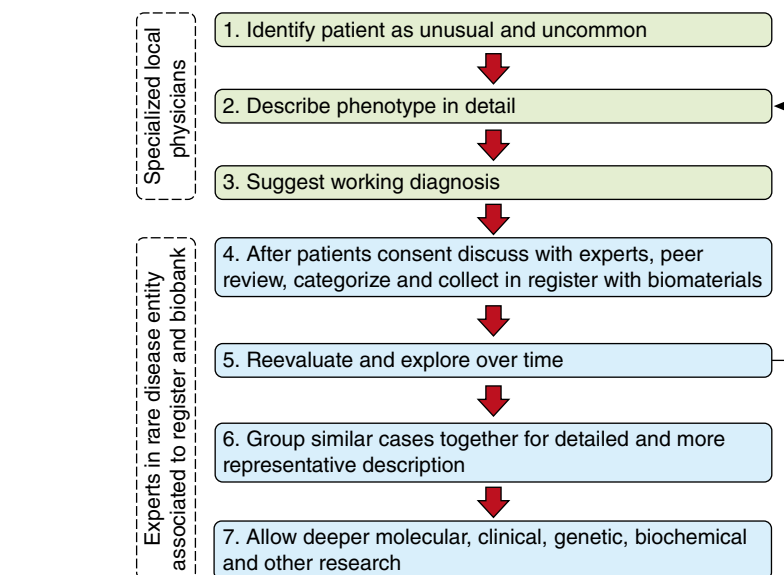 Specialized local
physicians
1. Identify patient as unusual and uncommon
2. Describe phenotype in detail
3. Suggest working diagnosis
Experts in rare disease entity
associated to register and biobank
4. After patients consent discuss with experts, peer
review, categorize and collect in register with biomaterials
5. Reevaluate and explore over time
6. Group similar cases together for detailed and more
representative description
7. Allow deeper molecular, clinical, genetic, biochemical
and other research